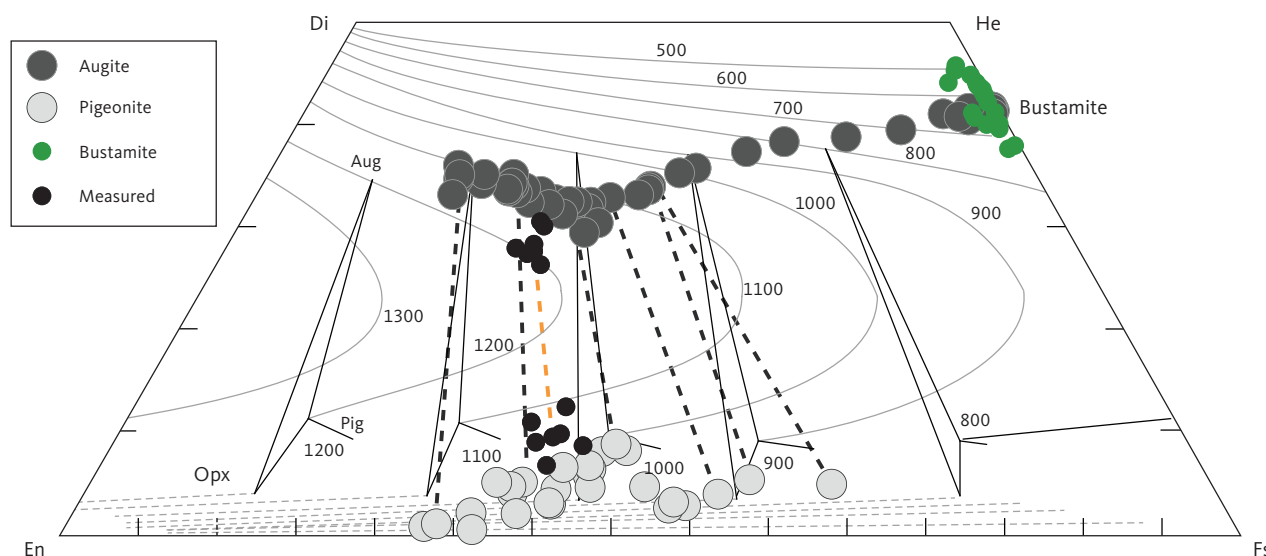 Di
He
500
600
700
800
900
1000
1100
1200
1300
Augite
Pigeonite
Bustamite
Measured
Bustamite
Aug
Pig
Opx
1200
1100
1000
900
800
En
Fs